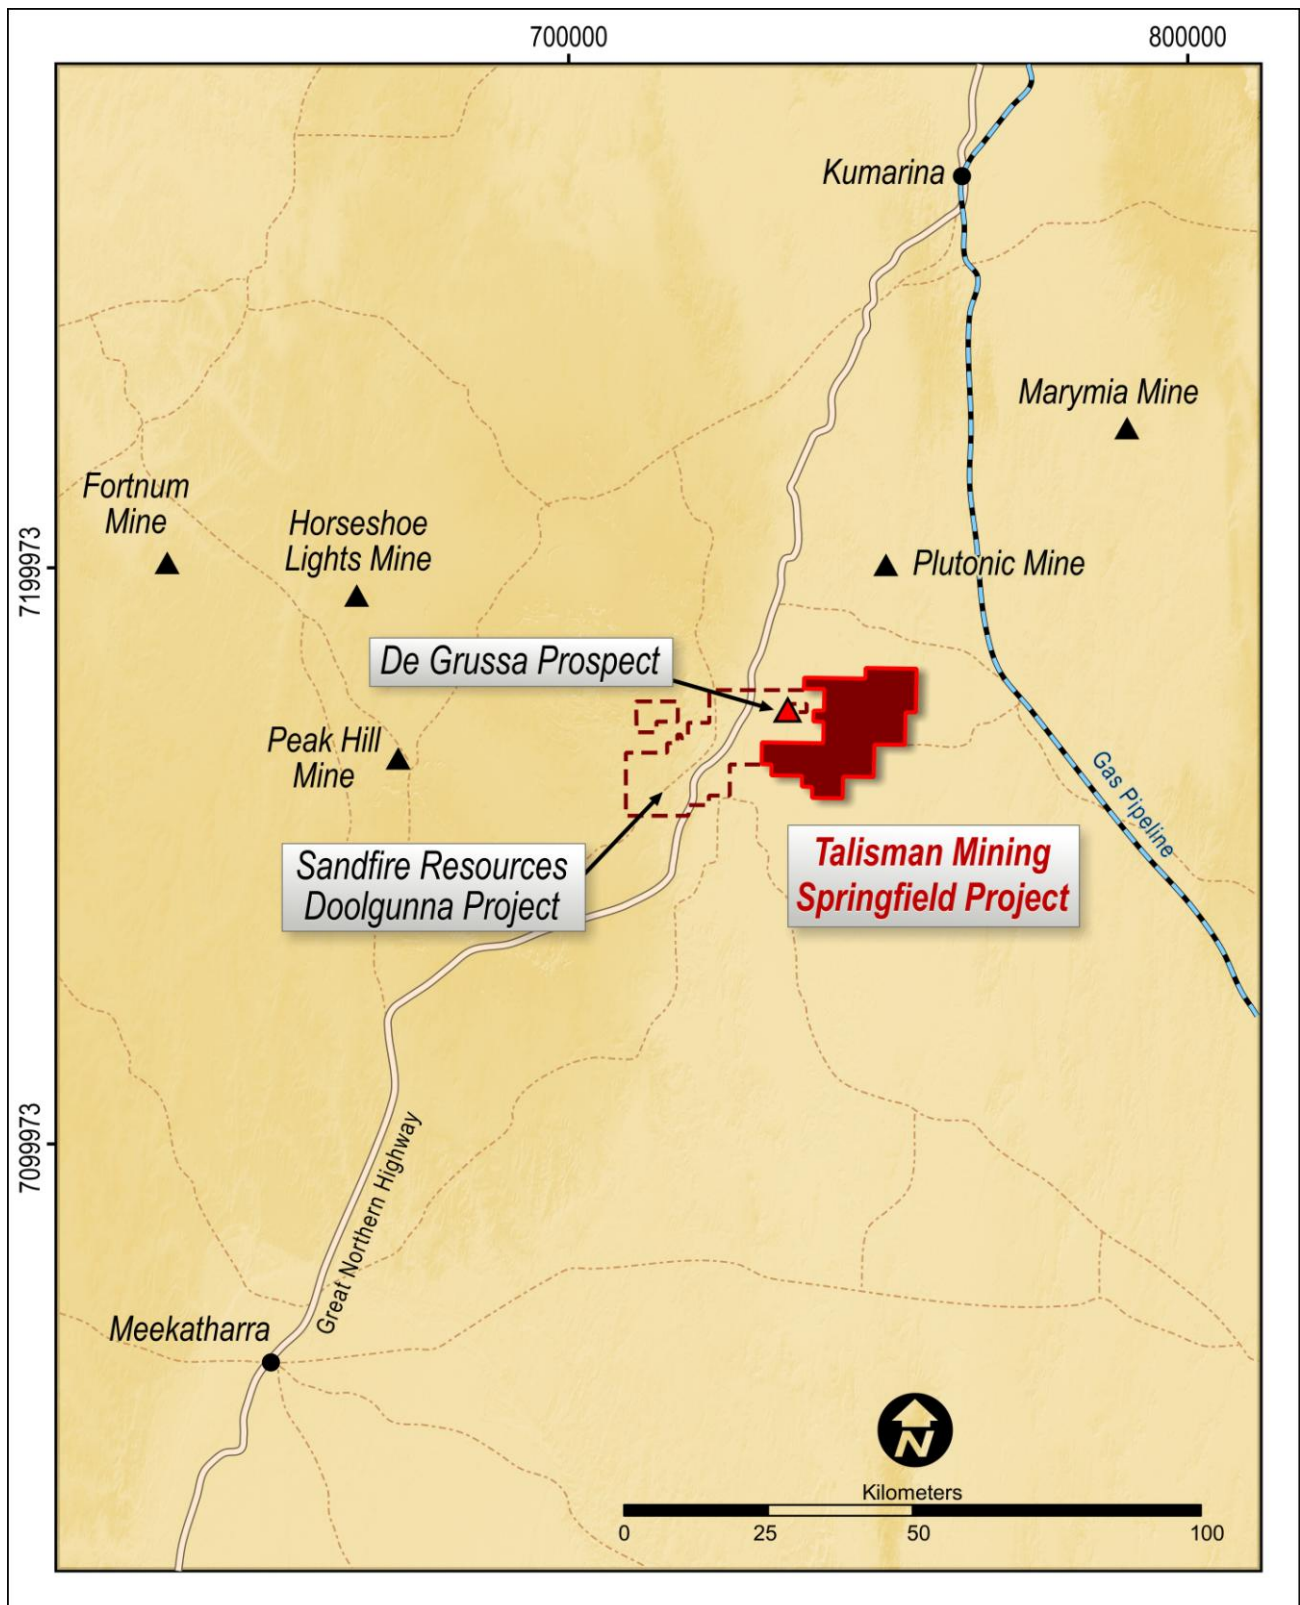 700000
800000
Kumarina
Marymia Mine
Fortnum
Mine
Horseshoe
Lights Mine
7199973
Plutonic Mine
De Grussa Prospect
Peak Hill
Mine
Gas Pipeline
Talisman Mining
Springfield Project
Sandfire Resources
Doolgunna Project
7099973
Great Northern Highway
Meekatharra
N
Kilometers
0 25 50 100